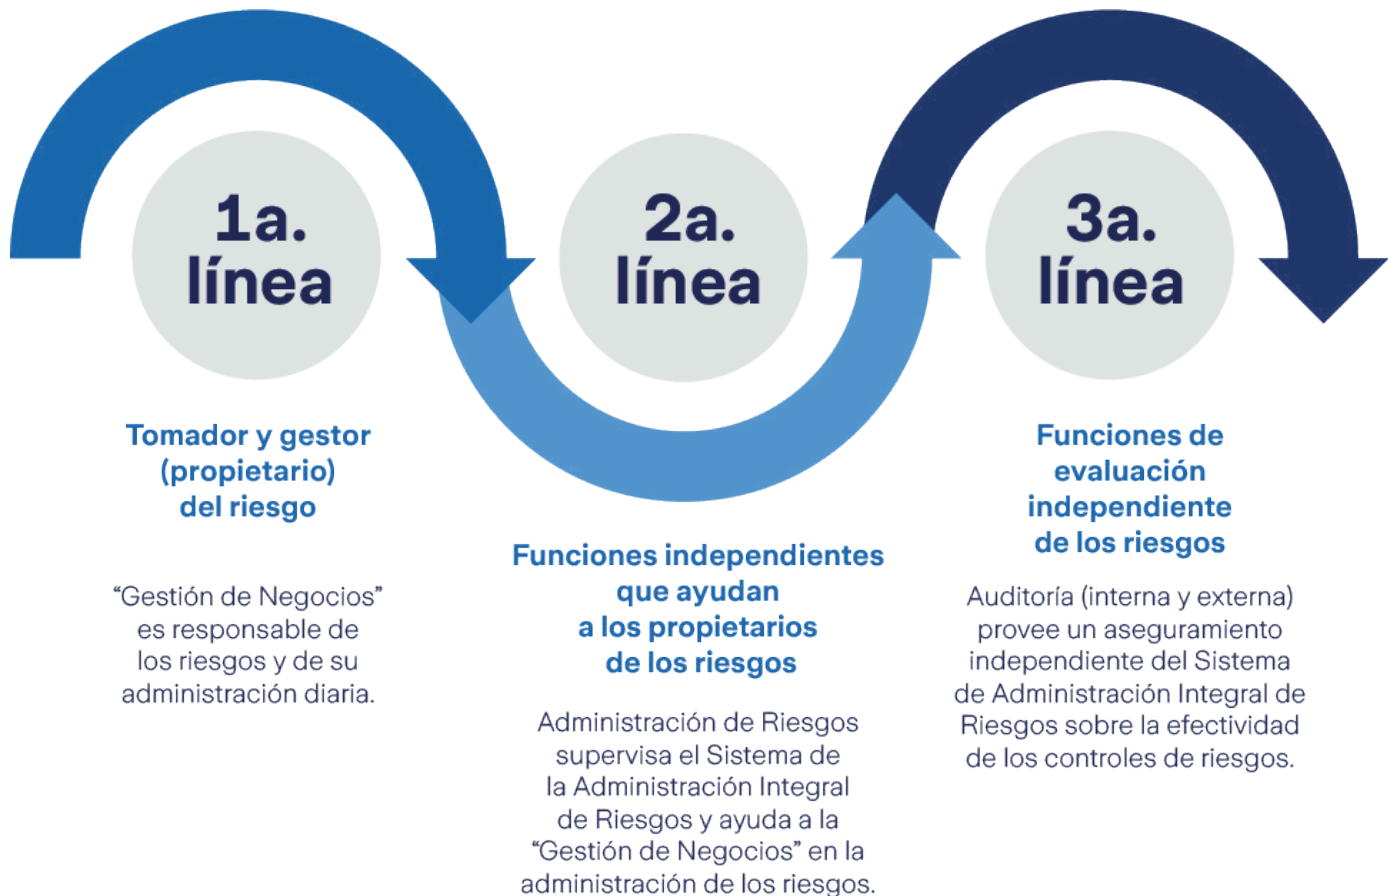 1a.
línea
Tomador y gestor
(propietario)
del riesgo
“Gestión de Negocios”
es responsable de
los riesgos y de su
administración diaria.
2a.
línea
Funciones independientes
que ayudan
a los propietarios
de los riesgos
Administración de Riesgos
supervisa el Sistema de
la Administración Integral
de Riesgos y ayuda a la
“Gestión de Negocios” en la
administración de los riesgos.
3a.
línea
Funciones de
evaluación
independiente
de los riesgos
Auditoría (interna y externa)
provee un aseguramiento
independiente del Sistema
de Administración Integral de
Riesgos sobre la efectividad
de los controles de riesgos.